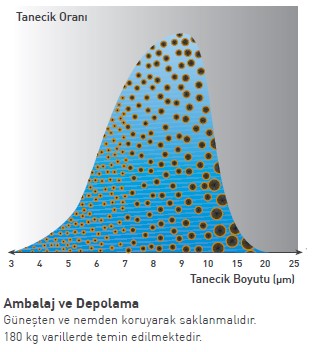 Tanecik Oranı
3 4 5 6 7 8 9 10 15 20 25
Tanecik Boyutu (µm)
Ambalaj ve Depolama
Güneşten ve nemden koruyarak saklanmalıdır.
180 kg varillerde temin edilmektedir.